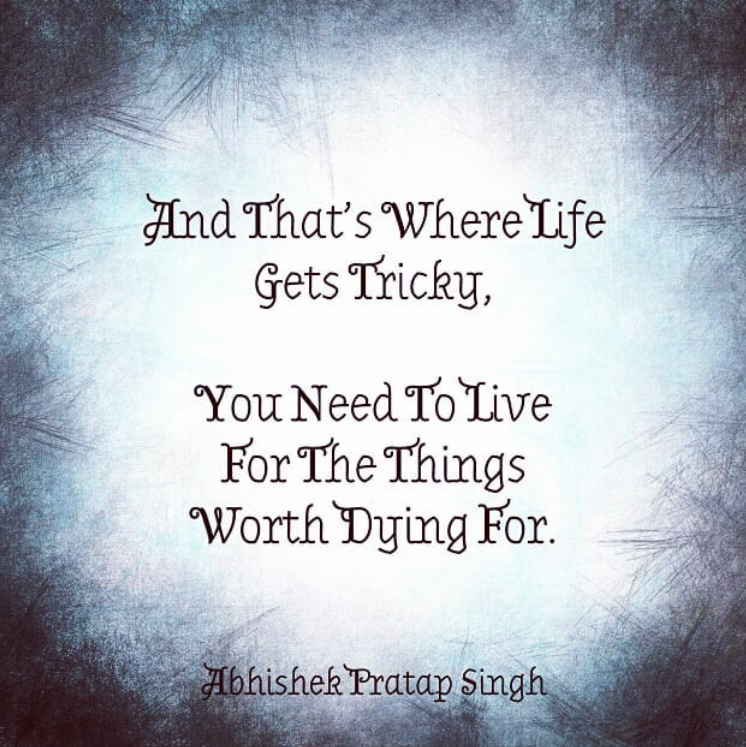 And That's Where Life
Gets Tricky,
You Need To Live
For The Things
Worth Dying For.
Abhishek Pratap Singh